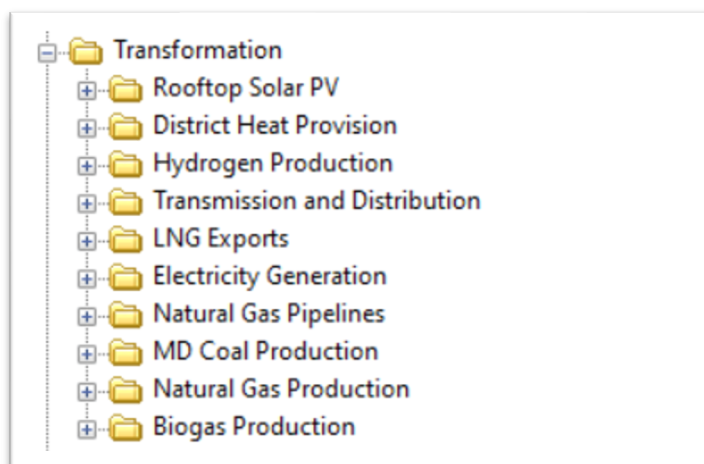 Transformation
Rooftop Solar PV
District Heat Provision
Hydrogen Production
Transmission and Distribution
LNG Exports
Electricity Generation
Natural Gas Pipelines
MD Coal Production
Natural Gas Production
Biogas Production